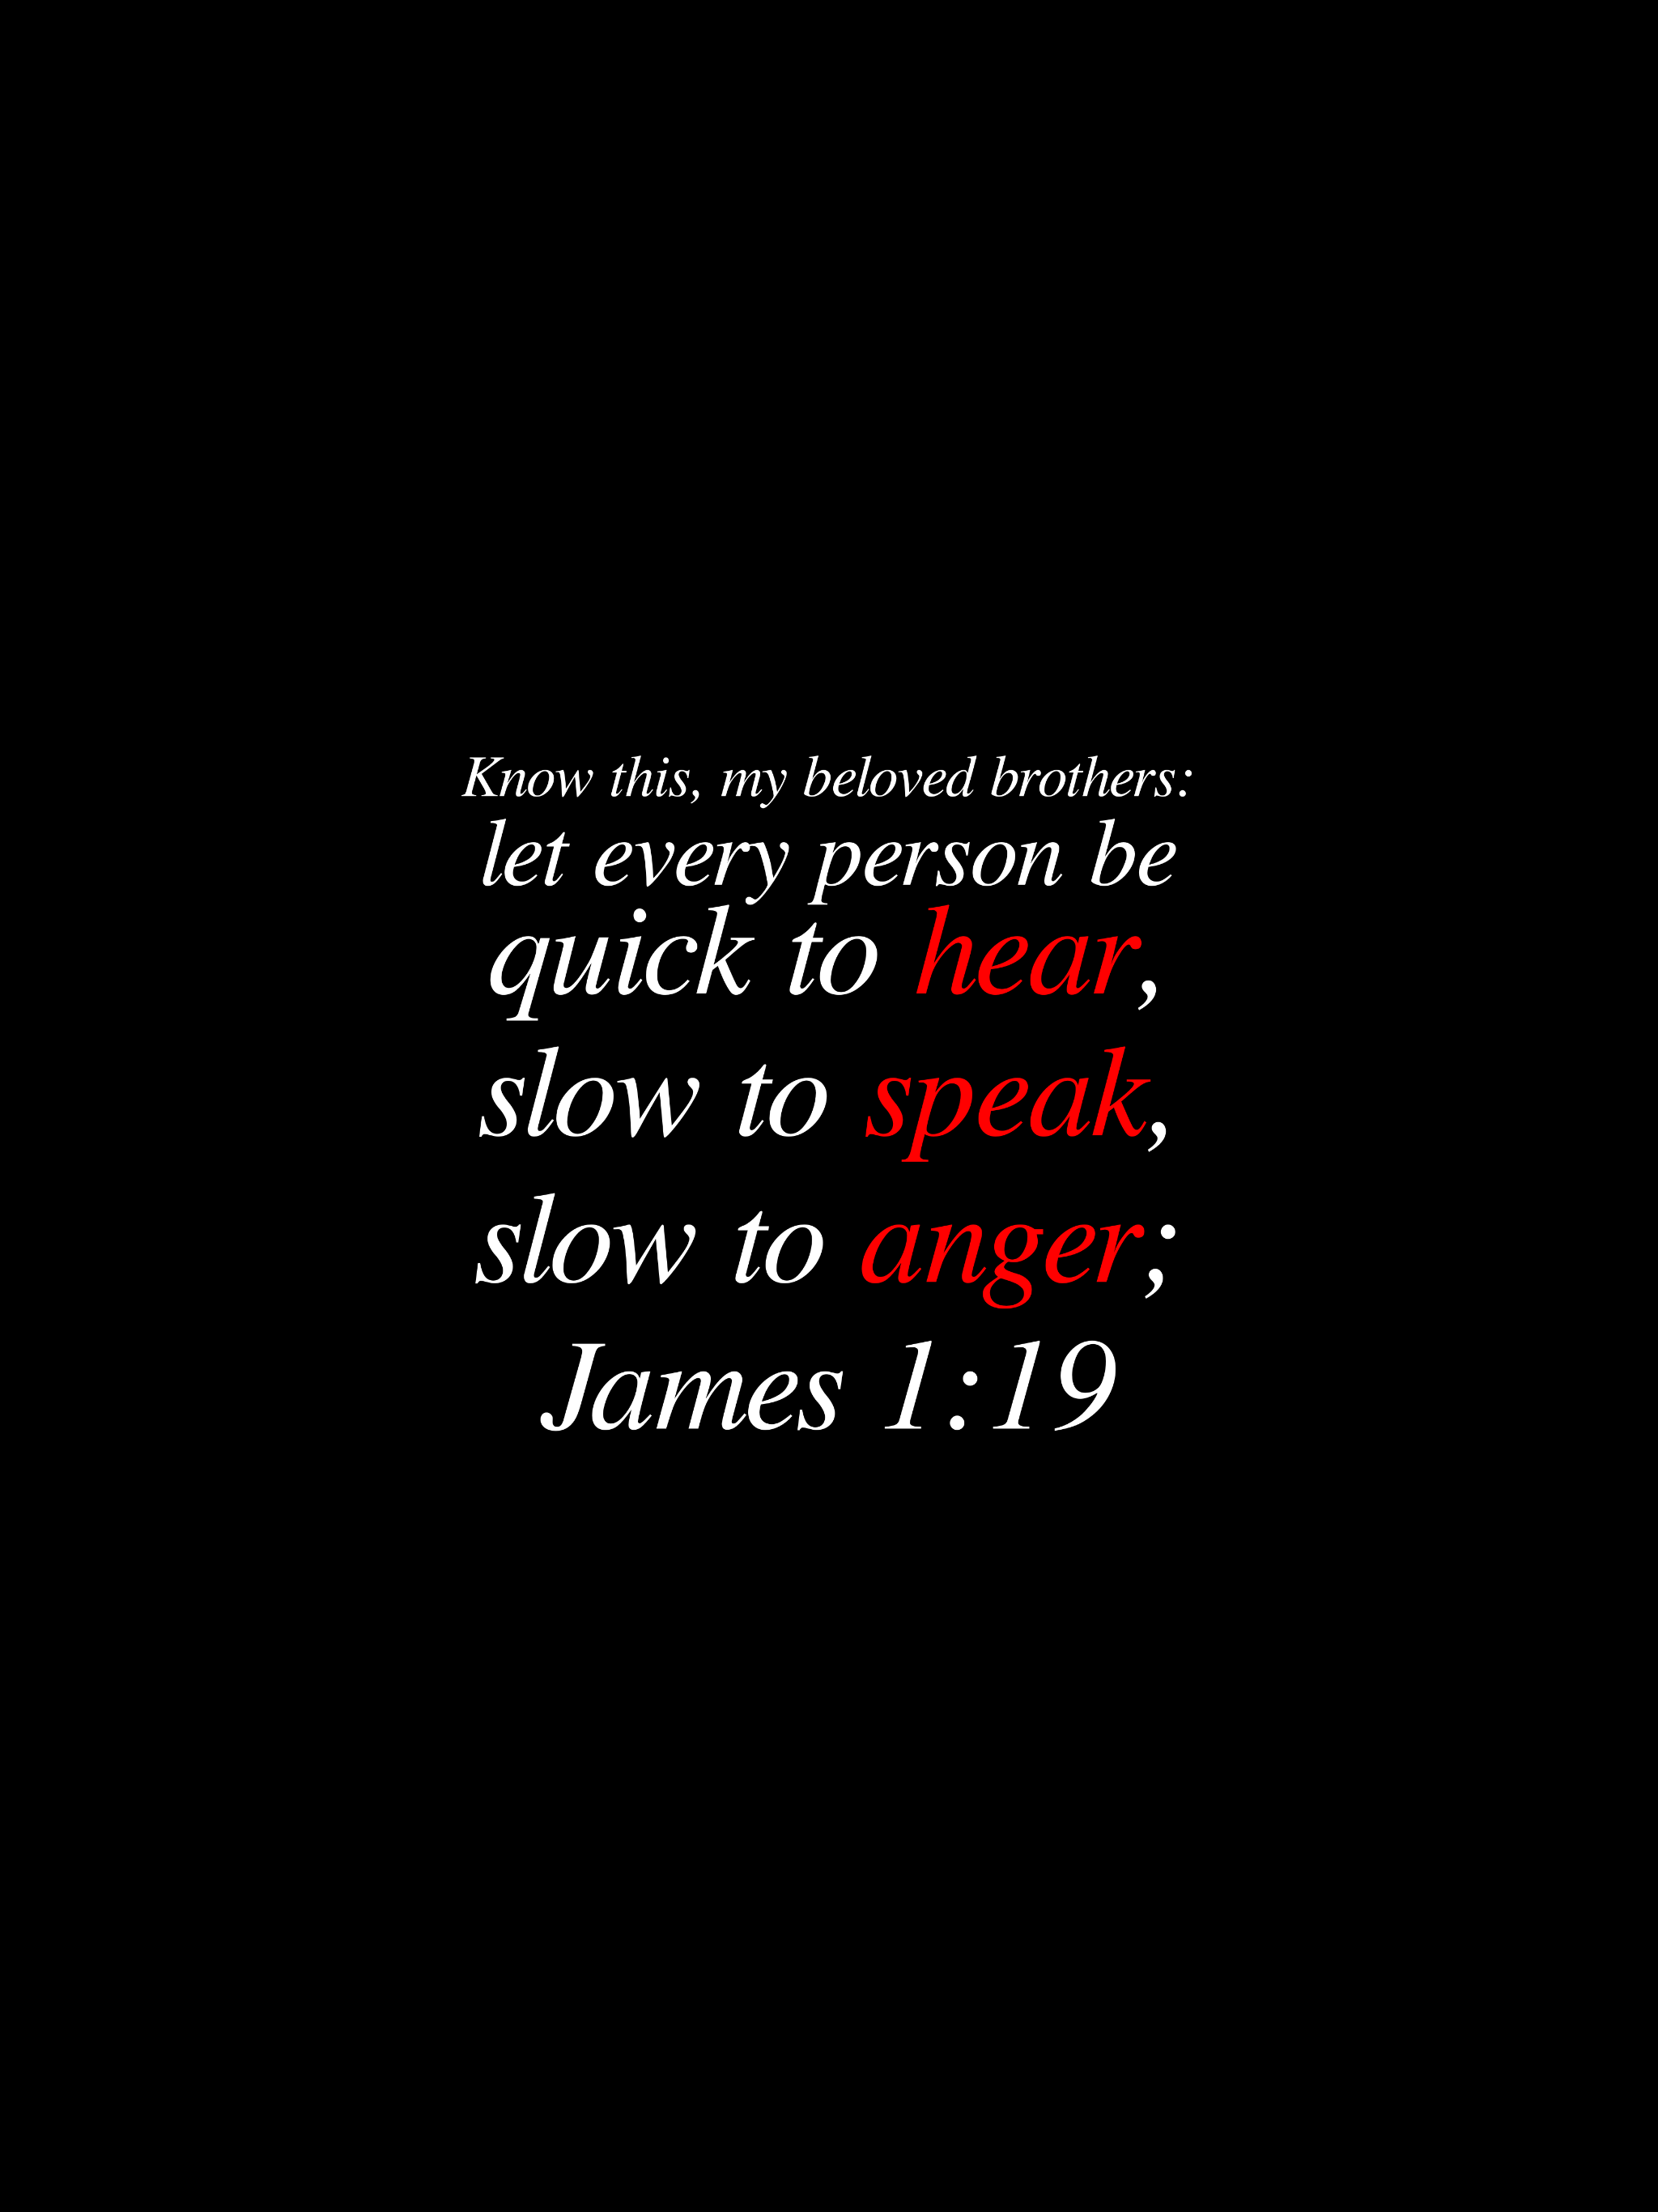 Know this, my beloved brothers:
let every person be
quick to hear,
slow to speak,
slow to anger;
James 1:19